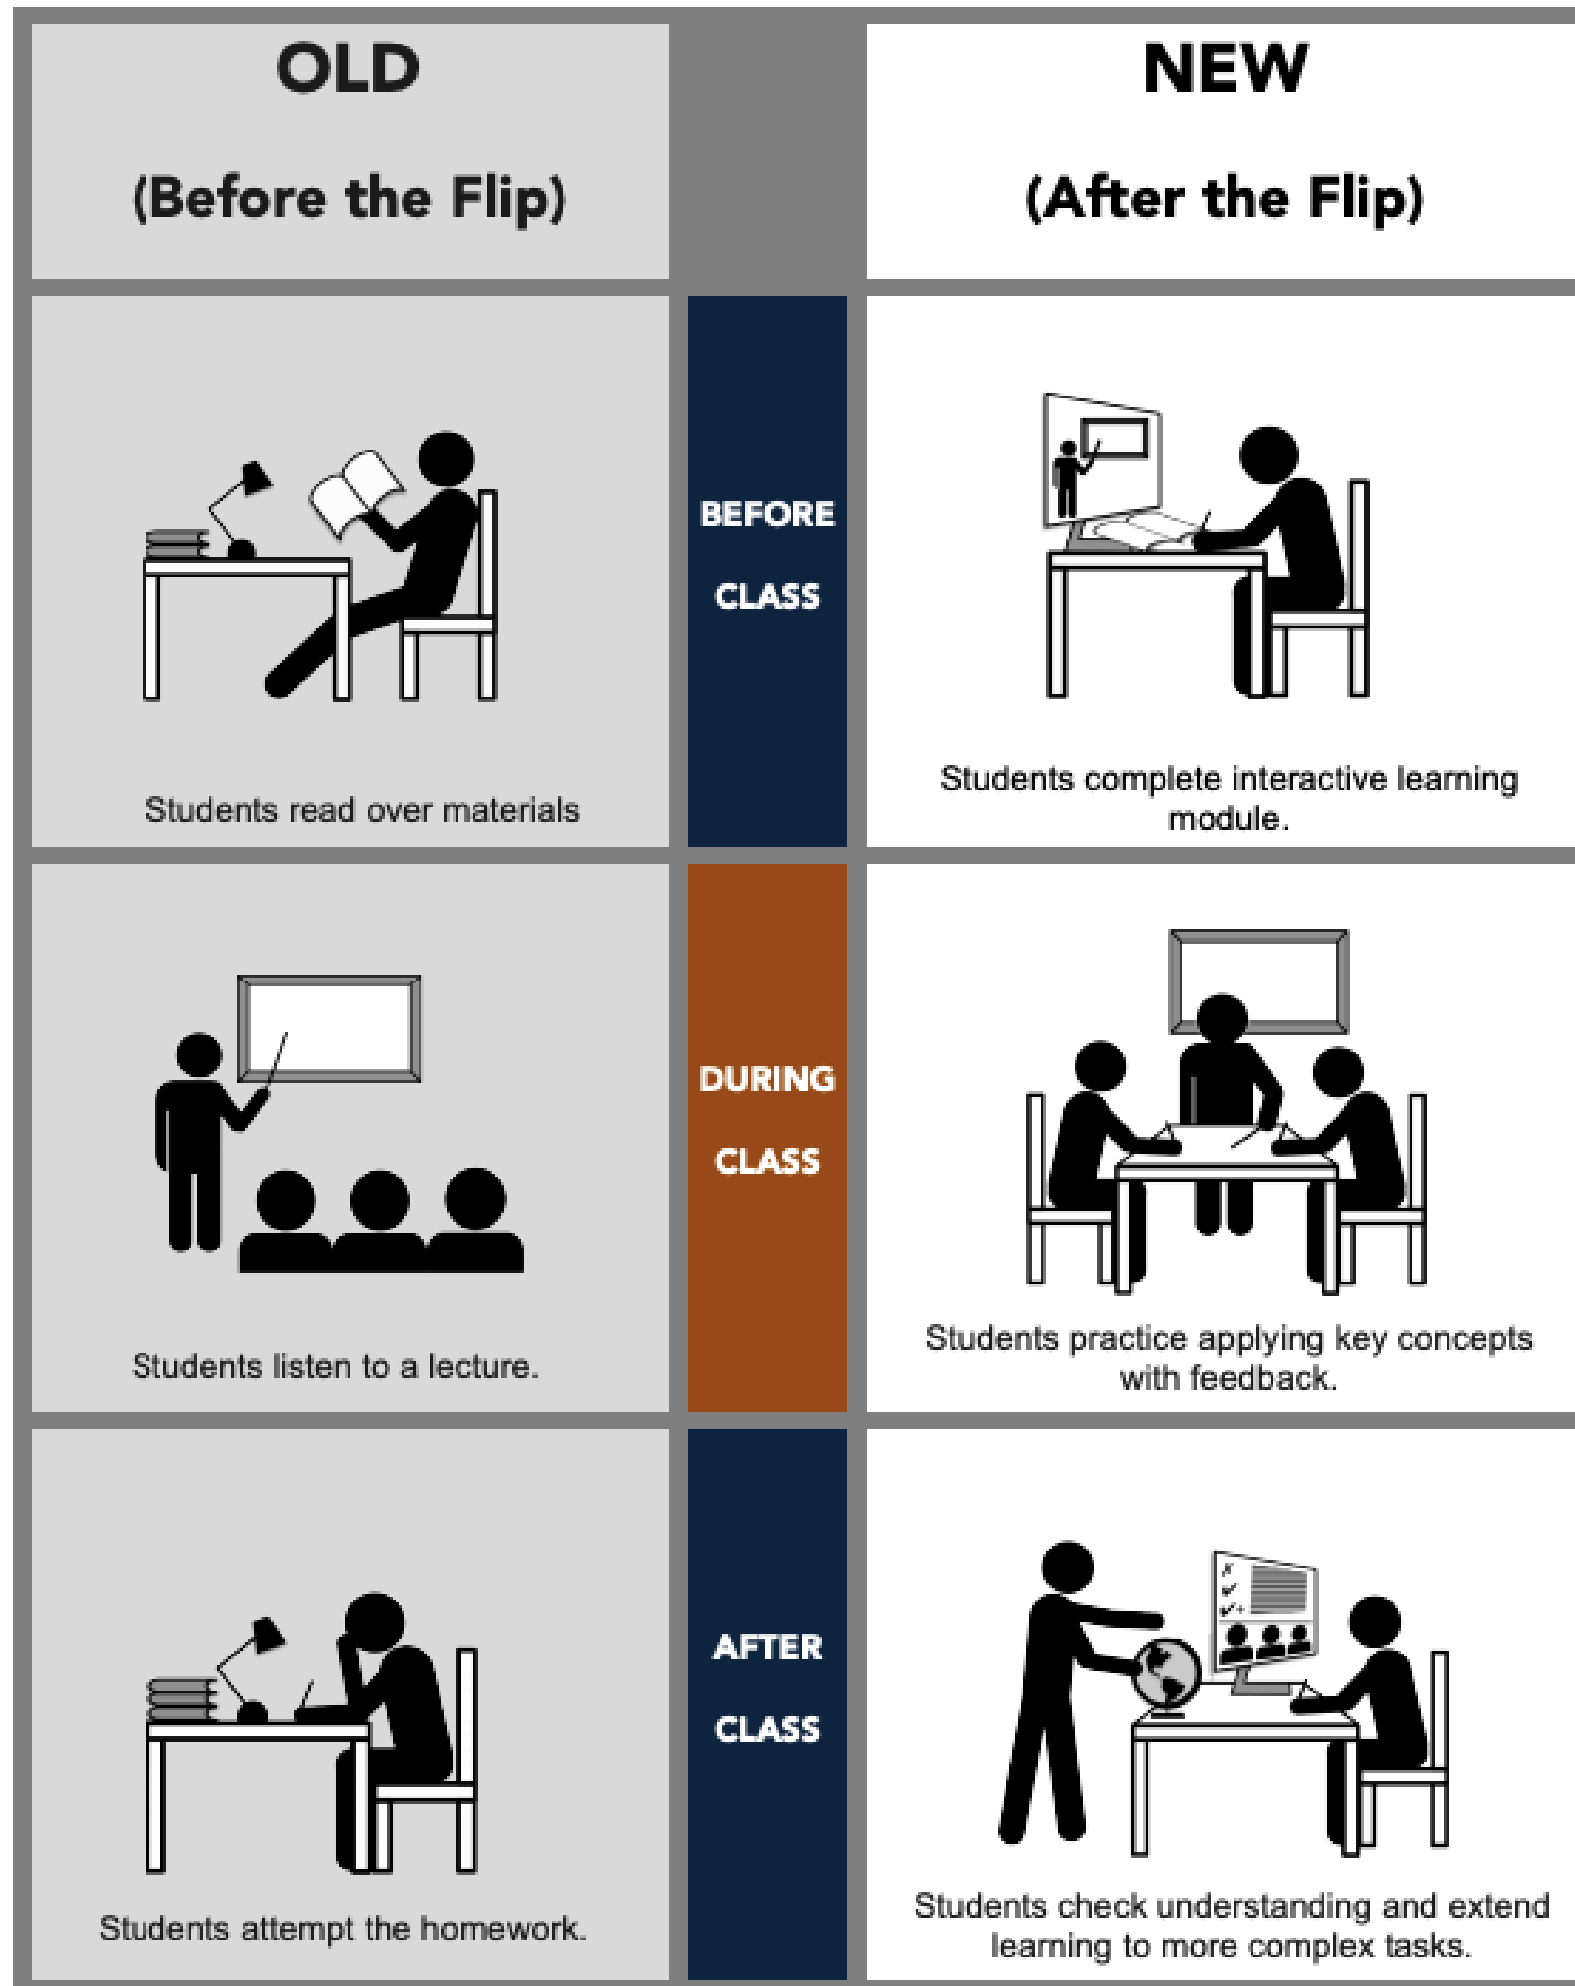 OLD
(Before the Flip)
NEW
(After the Flip)
Students read over materials
BEFORE
CLASS
Students complete interactive learning
module.
Students listen to a lecture.
DURING
CLASS
Students practice applying key concepts
with feedback.
Students attempt the homework.
AFTER
CLASS
Students check understanding and extend
learning to more complex tasks.